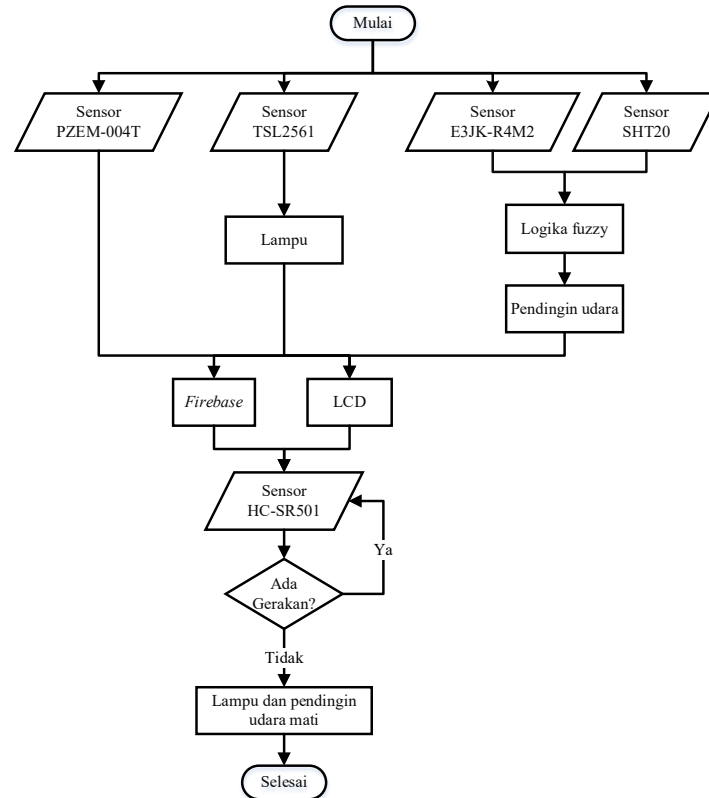 Mulai
Sensor
PZEM-004T
Sensor
TSL2561
Sensor
E3JK-R4M2
Sensor
SHT20
Lampu
Logika fuzzy
Pendingin udara
Firebase
LCD
Sensor
HC-SR501
Ya
Ada
Gerakan?
Tidak
Lampu dan pendingin
udara mati
Selesai